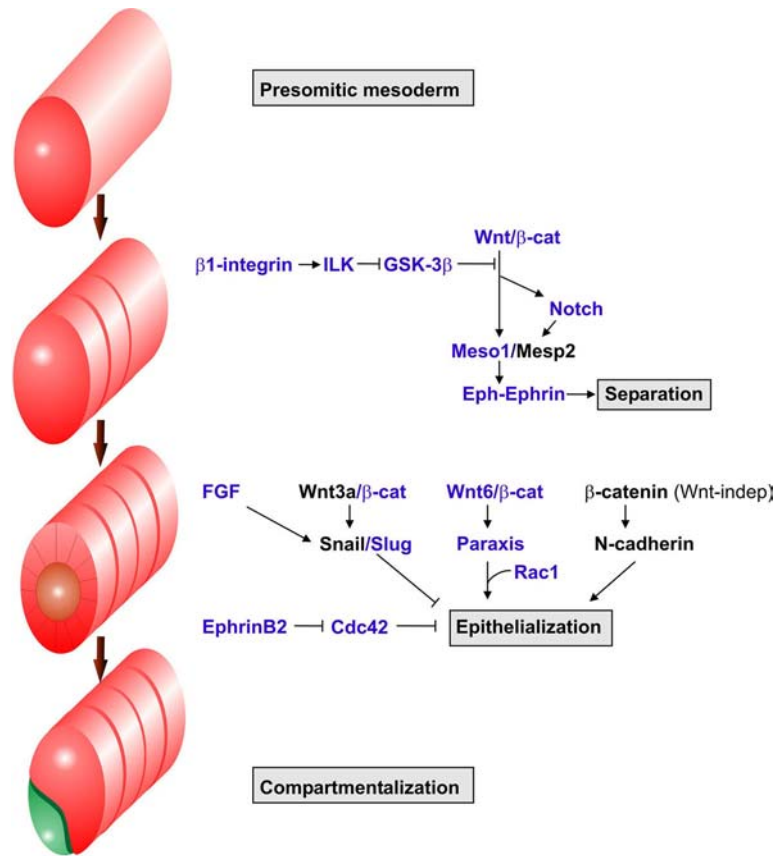 Presomitic mesoderm
Wnt/β-cat
β1-integrin ILK GSK-3β
Notch
Meso1/Mesp2
Eph-Ephrin Separation
FGF Wnt3a/β-cat Wnt6/β-cat β-catenin (Wnt-indep)
Snail/Slug Paraxis N-cadherin
Rac1
EphrinB2 Cdc42 Epithelialization
Compartmentalization